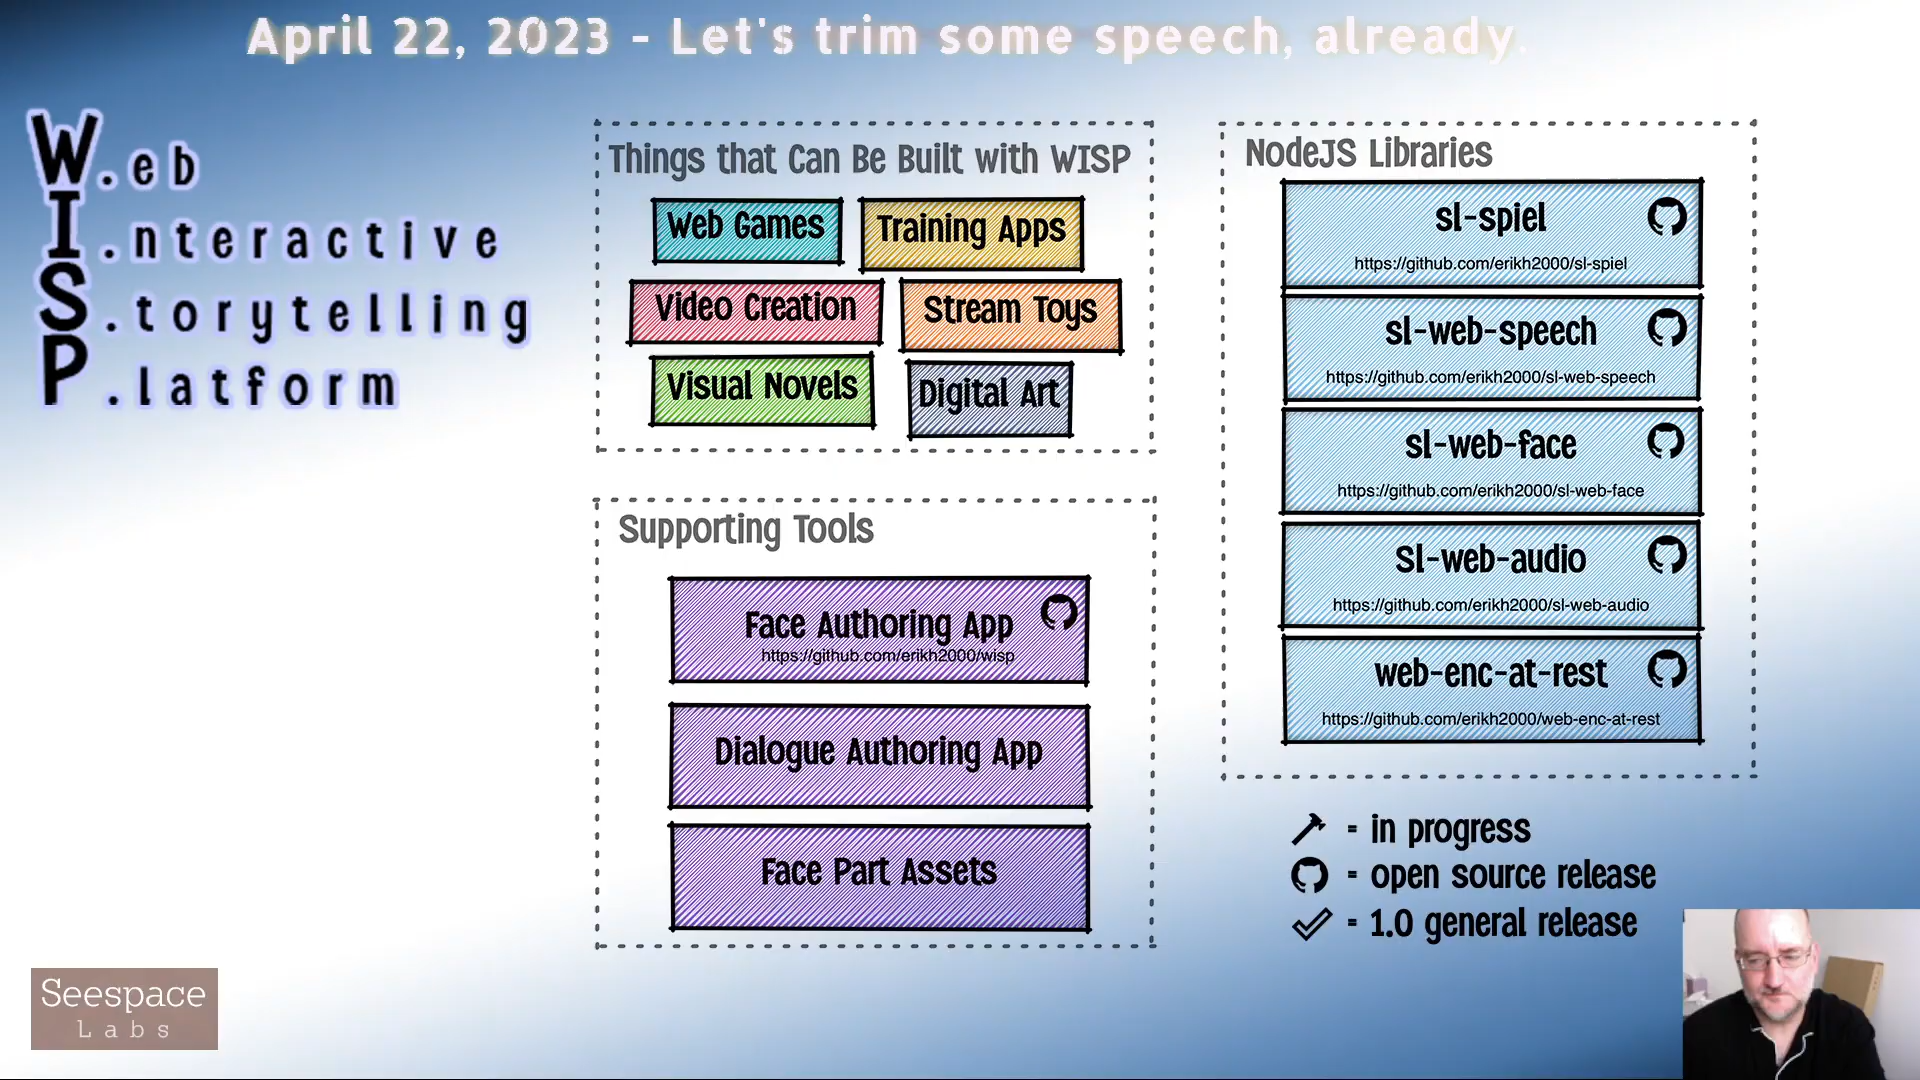 April 22, 2023 - Let's trim some speech, already.
W.eb
I.nteractive
S.torytelling
P.latform
Things that Can Be Built with WISP
Web Games
Training Apps
Video Creation
Stream Toys
Visual Novels
Digital Art
Supporting Tools
Face Authoring App
https://github.com/erikh2000/wisp
Dialogue Authoring App
Face Part Assets
NodeJS Libraries
sl-spiel
https://github.com/erikh2000/sl-spiel
sl-web-speech
https://github.com/erikh2000/sl-web-speech
sl-web-face
https://github.com/erikh2000/sl-web-face
Sl-web-audio
https://github.com/erikh2000/sl-web-audio
web-enc-at-rest
https://github.com/erikh2000/web-enc-at-rest
= in progress
= open source release
= 1.0 general release
Seespace
Labs